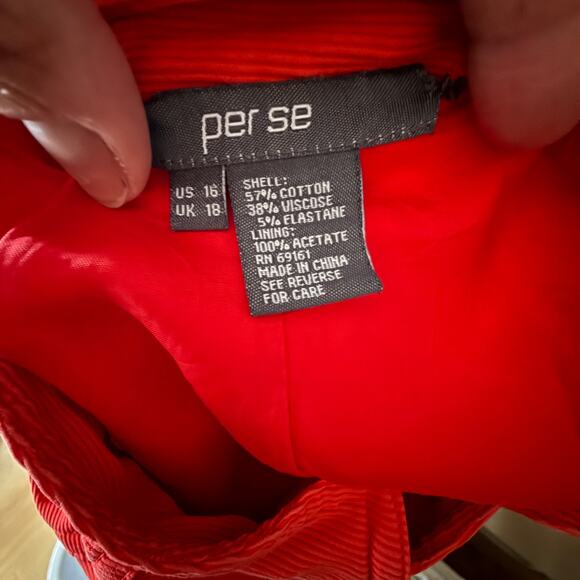 per se
US 16
UK 18
SHELL:
57% COTTON
38% VISCOSE
5% ELASTANE
LINING:
100% ACETATE
RN 69161
MADE IN CHINA
SEE REVERSE
FOR CARE